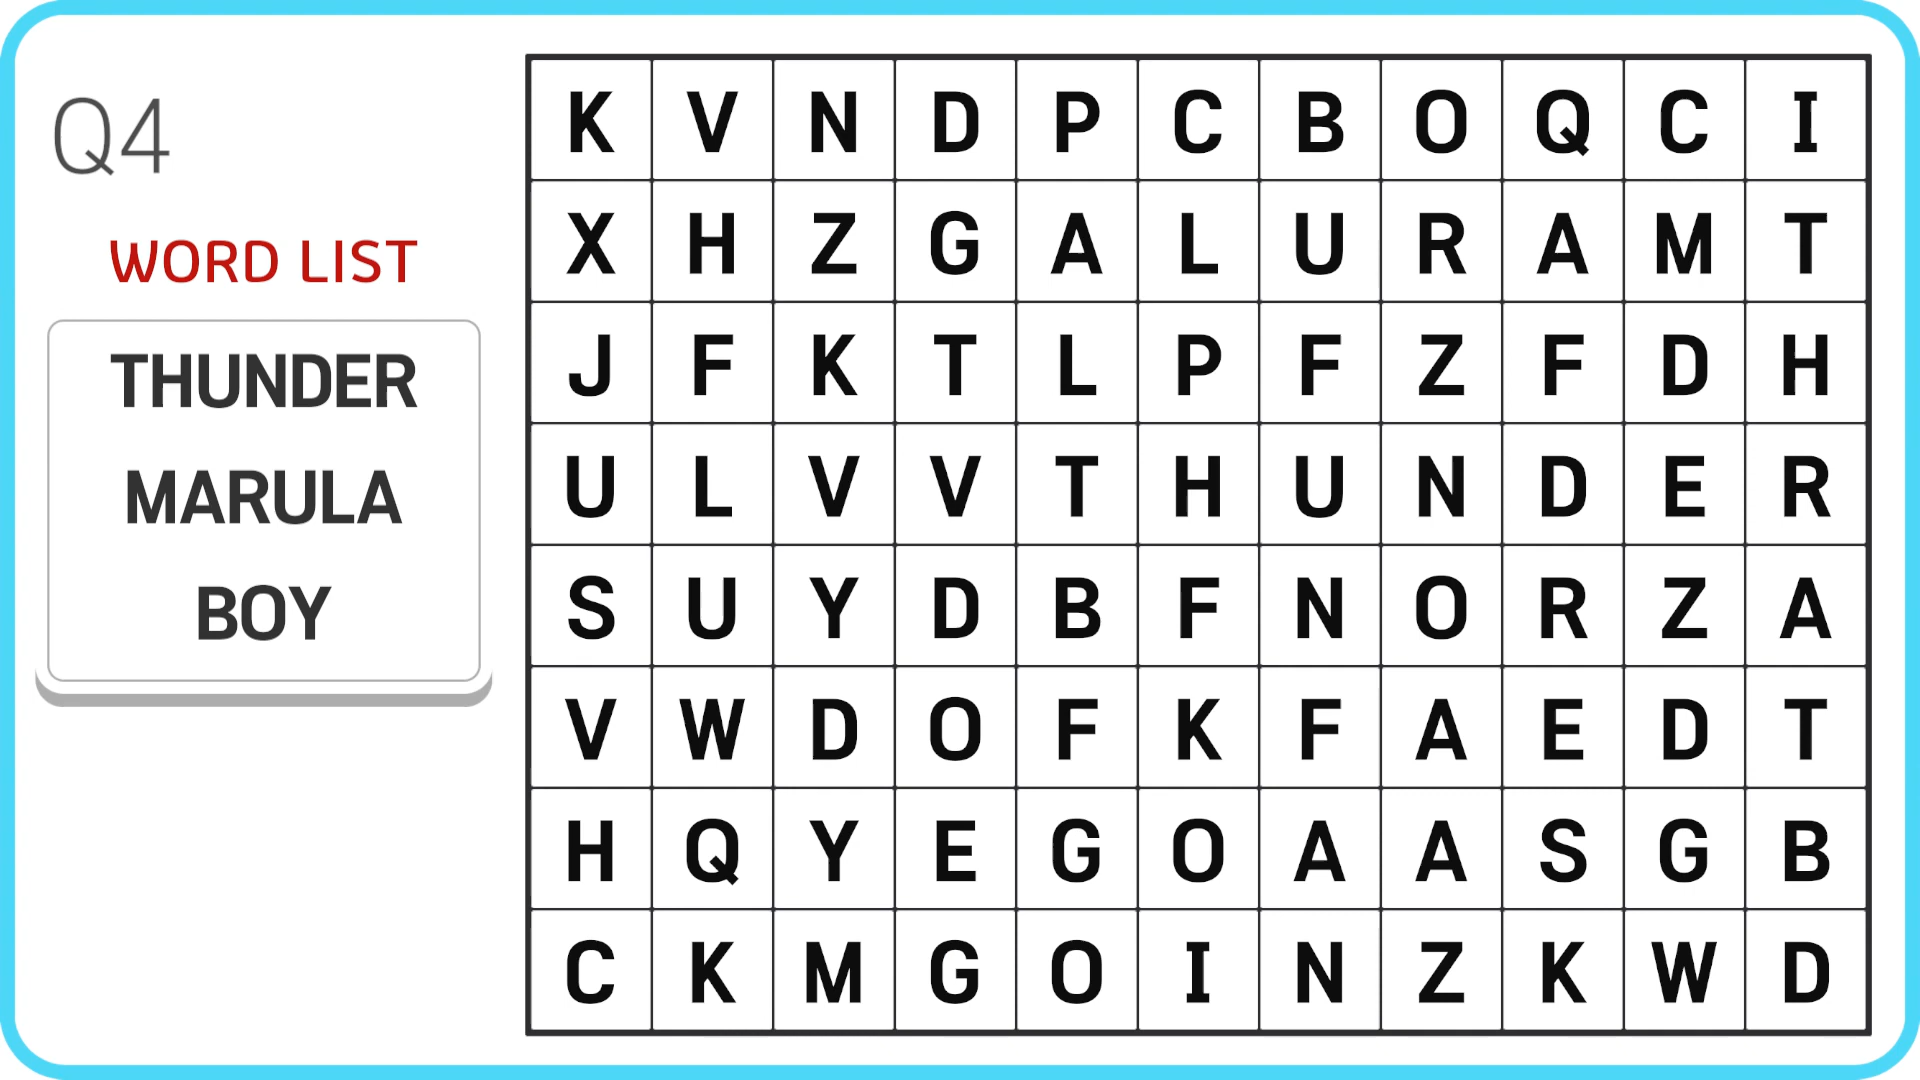 Q4
WORD LIST
THUNDER
MARULA
BOY
K V N D P C B O Q C I
X H Z G A L U R A M T
J F K T L P F Z F D H
U L V V T H U N D E R
S U Y D B F N O R Z A
V W D O F K F A E D T
H Q Y E G O A A S G B
C K M G O I N Z K W D